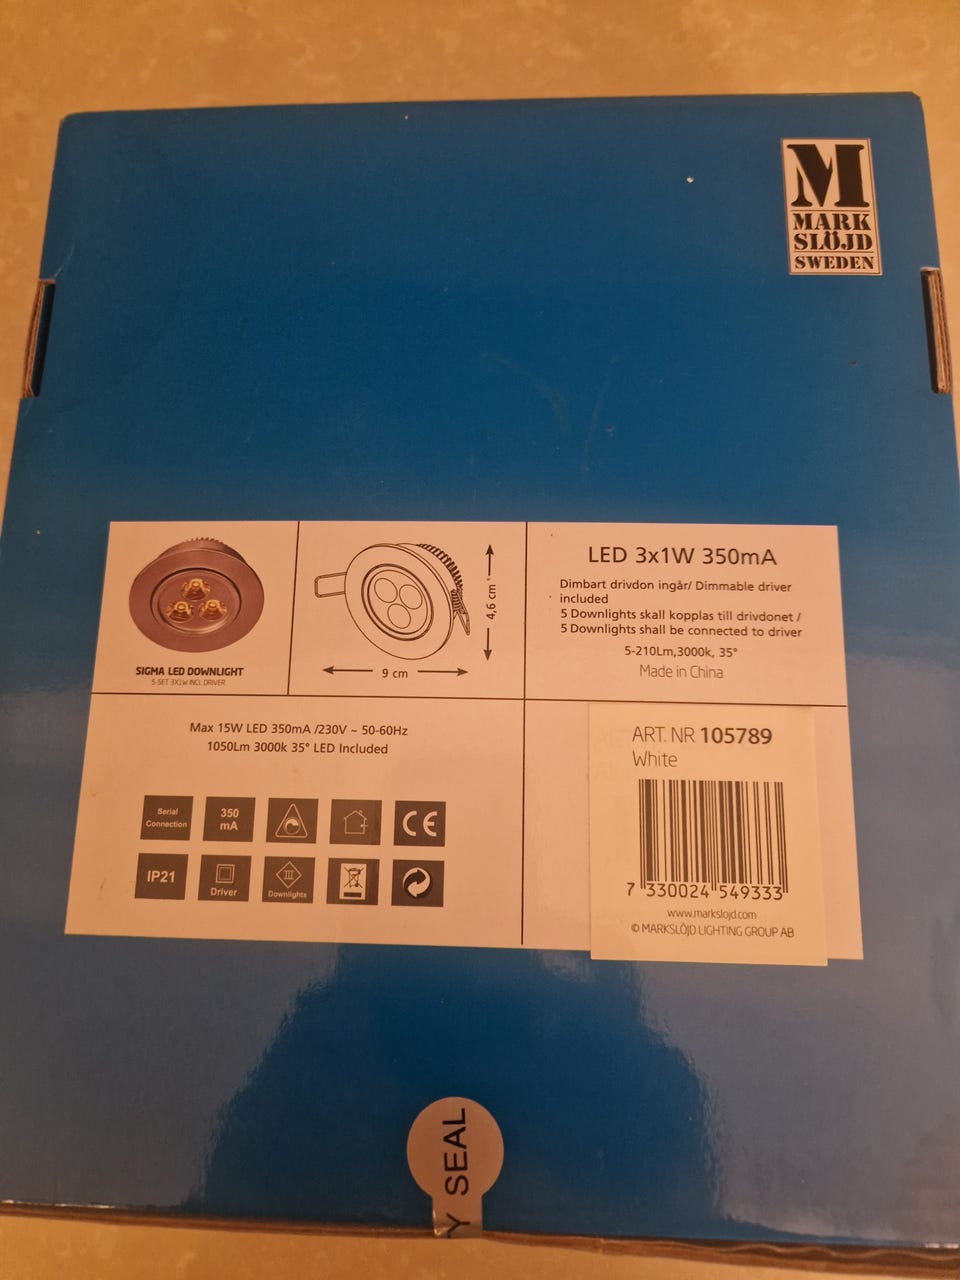 M
MARK
SLÖJD
SWEDEN
SIGMA LED DOWNLIGHT
5-SET 3X1W INCL DRIVER
4,6 cm
9 cm
LED 3x1W 350mA
Dimbart drivdon ingår/ Dimmable driver
included
5 Downlights skall kopplas till drivdonet /
5 Downlights shall be connected to driver
5-210Lm,3000k, 35°
Made in China
Max 15W LED 350mA /230V ~ 50-60Hz
1050Lm 3000k 35° LED Included
Serial
Connection
350
mA
CE
IP21
Driver
III
Downlights
ART. NR 105789
White
7 330024 549333
www.markslojd.com
© MARKSLÖJD LIGHTING GROUP AB
Y SEAL